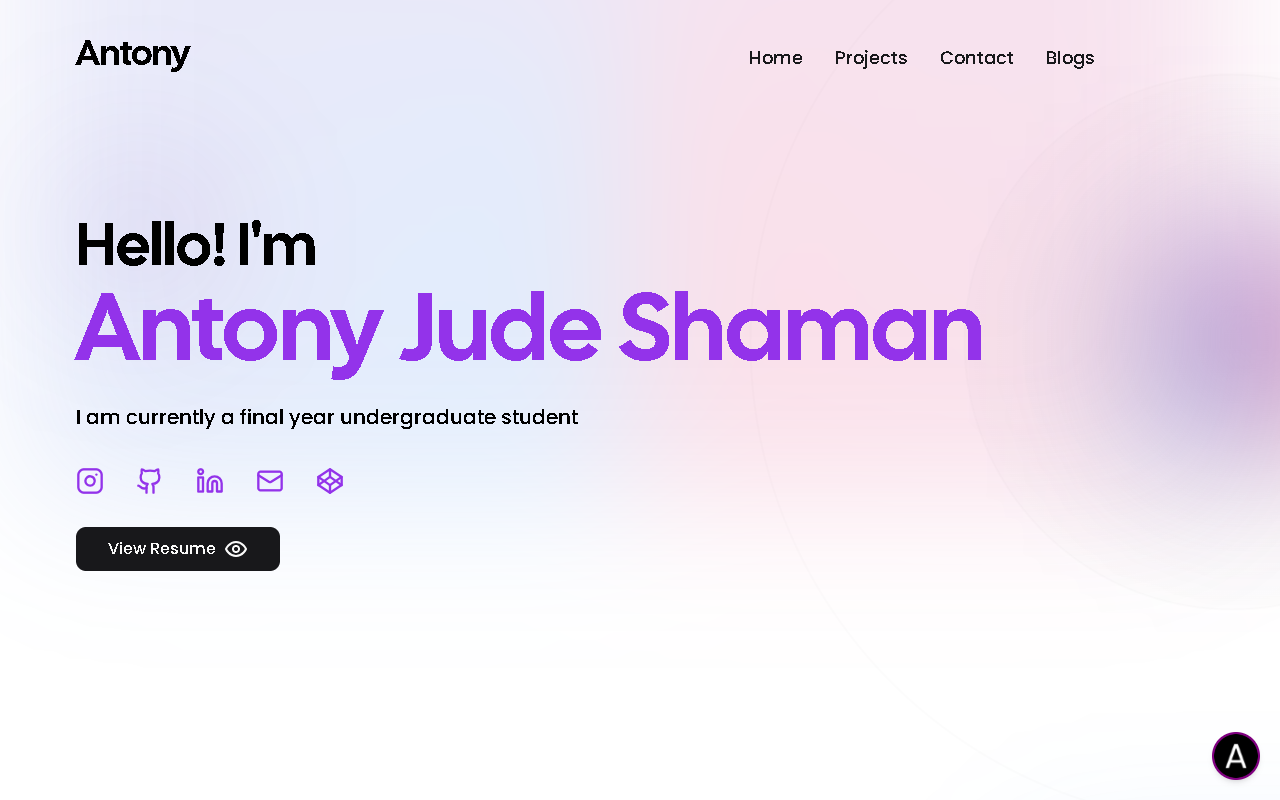 Antony
Home Projects Contact Blogs
Hello! I'm
Antony Jude Shaman
I am currently a final year undergraduate student
View Resume
A